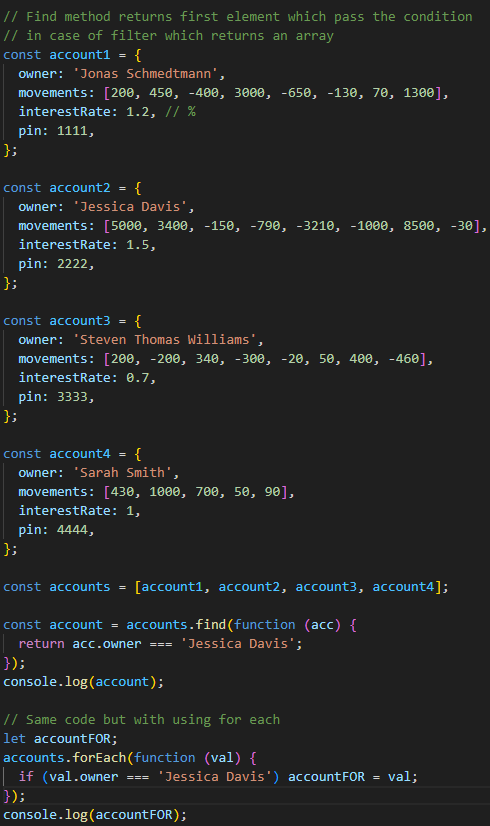 // Find method returns first element which pass the condition
// in case of filter which returns an array
const account1 = {
  owner: 'Jonas Schmedtmann',
  movements: [200, 450, -400, 3000, -650, -130, 70, 1300],
  interestRate: 1.2, // %
  pin: 1111,
};

const account2 = {
  owner: 'Jessica Davis',
  movements: [5000, 3400, -150, -790, -3210, -1000, 8500, -30],
  interestRate: 1.5,
  pin: 2222,
};

const account3 = {
  owner: 'Steven Thomas Williams',
  movements: [200, -200, 340, -300, -20, 50, 400, -460],
  interestRate: 0.7,
  pin: 3333,
};

const account4 = {
  owner: 'Sarah Smith',
  movements: [430, 1000, 700, 50, 90],
  interestRate: 1,
  pin: 4444,
};

const accounts = [account1, account2, account3, account4];

const account = accounts.find(function (acc) {
  return acc.owner === 'Jessica Davis';
});
console.log(account);

// Same code but with using for each
let accountFOR;
accounts.forEach(function (val) {
  if (val.owner === 'Jessica Davis') accountFOR = val;
});
console.log(accountFOR);